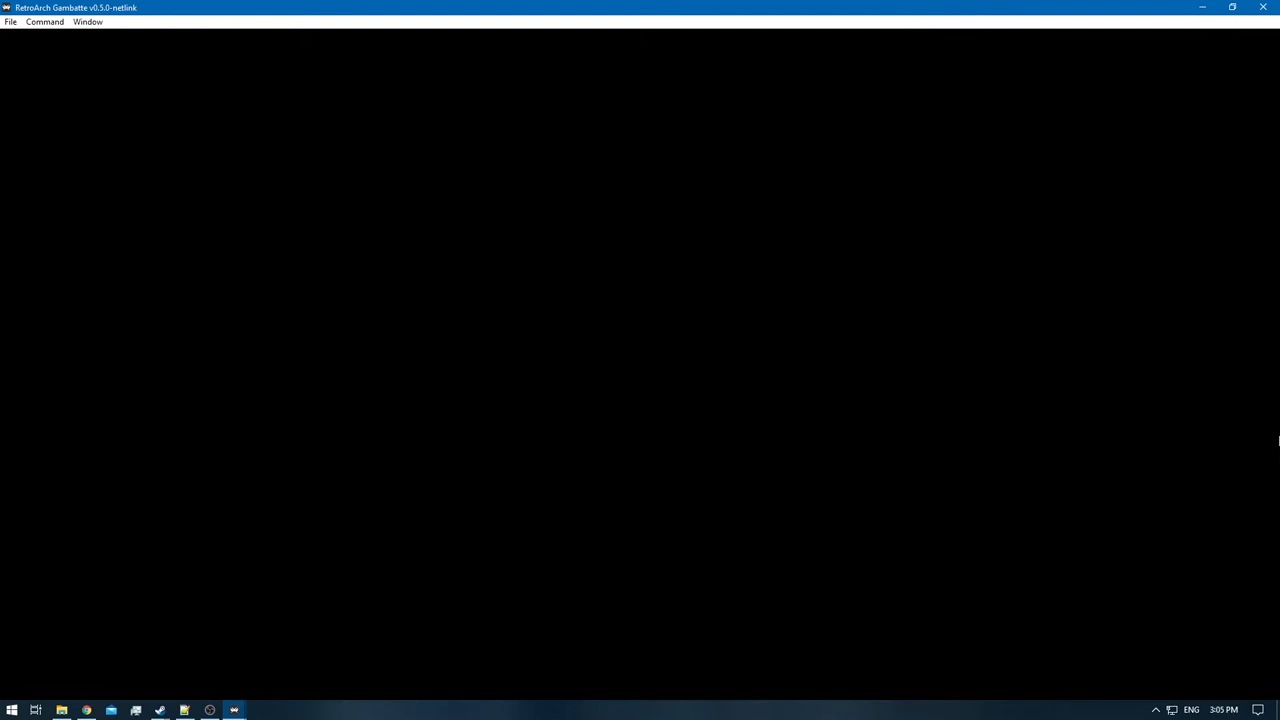 RetroArch Gambatte v0.5.0-netlink
File Command Window
ENG 3:05 PM